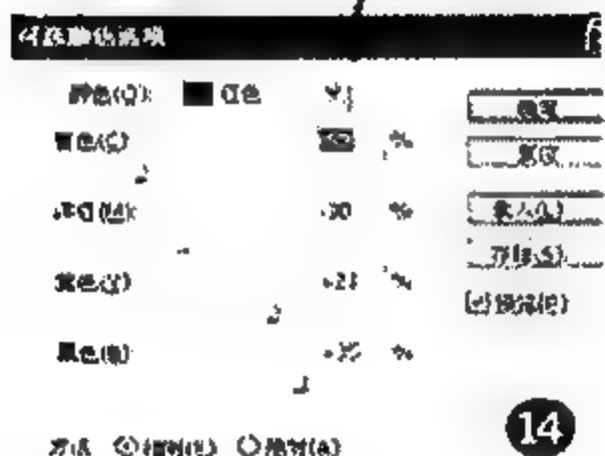 可选颜色选项
颜色(O): 红色
青色(C) %
洋红(M): %
黄色(Y) %
黑色(B) %
方法 相对(R) 绝对(A)
确定
复位
载入(L)
存储(S)
预览(P)
14